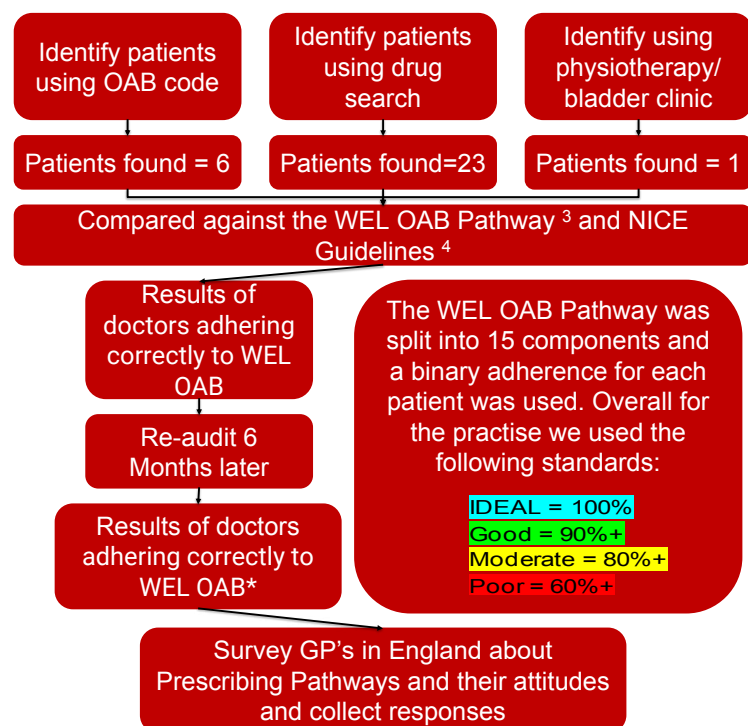 Identify patients
using OAB code
Identify patients
using drug
search
Identify using
physiotherapy/
bladder clinic
Patients found = 6
Patients found=23
Patients found = 1
Compared against the WEL OAB Pathway ³ and NICE
Guidelines ⁴
Results of
doctors adhering
correctly to WEL
OAB
Re-audit 6
Months later
Results of doctors
adhering correctly to
WEL OAB*
The WEL OAB Pathway was
split into 15 components and
a binary adherence for each
patient was used. Overall for
the practise we used the
following standards:
IDEAL = 100%
Good = 90%+
Moderate = 80%+
Poor = 60%+
Survey GP's in England about
Prescribing Pathways and their attitudes
and collect responses